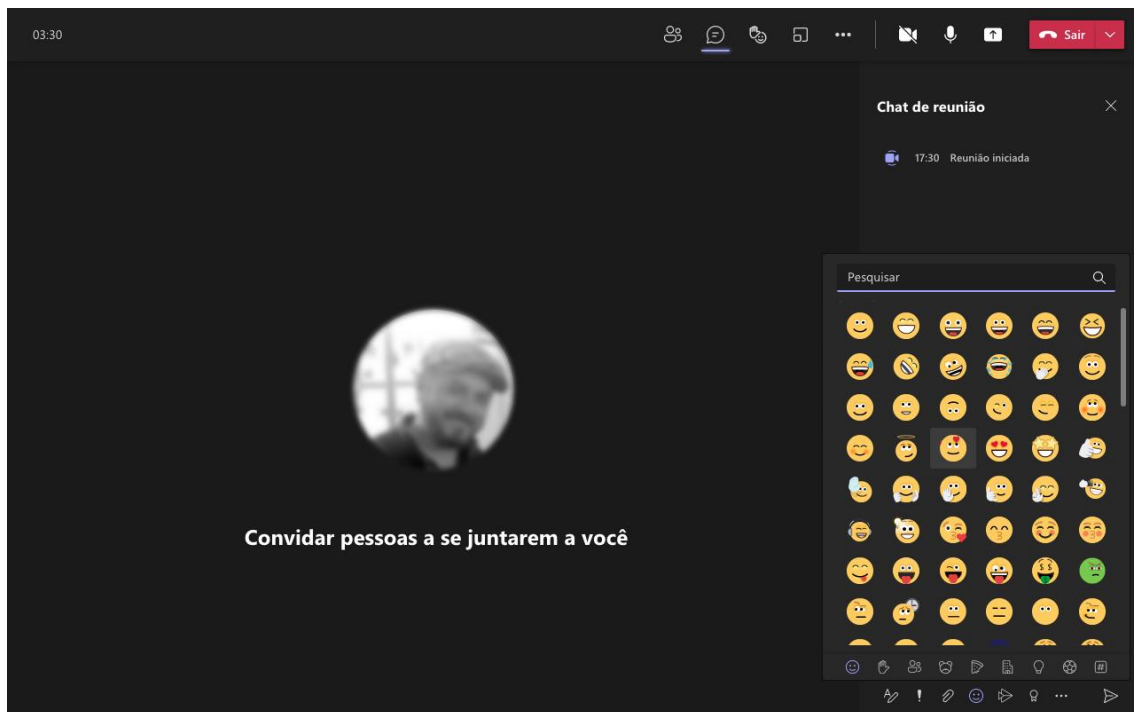 03:30
Sair
Chat de reunião
17:30 Reunião iniciada
Pesquisar
Convidar pessoas a se juntarem a você